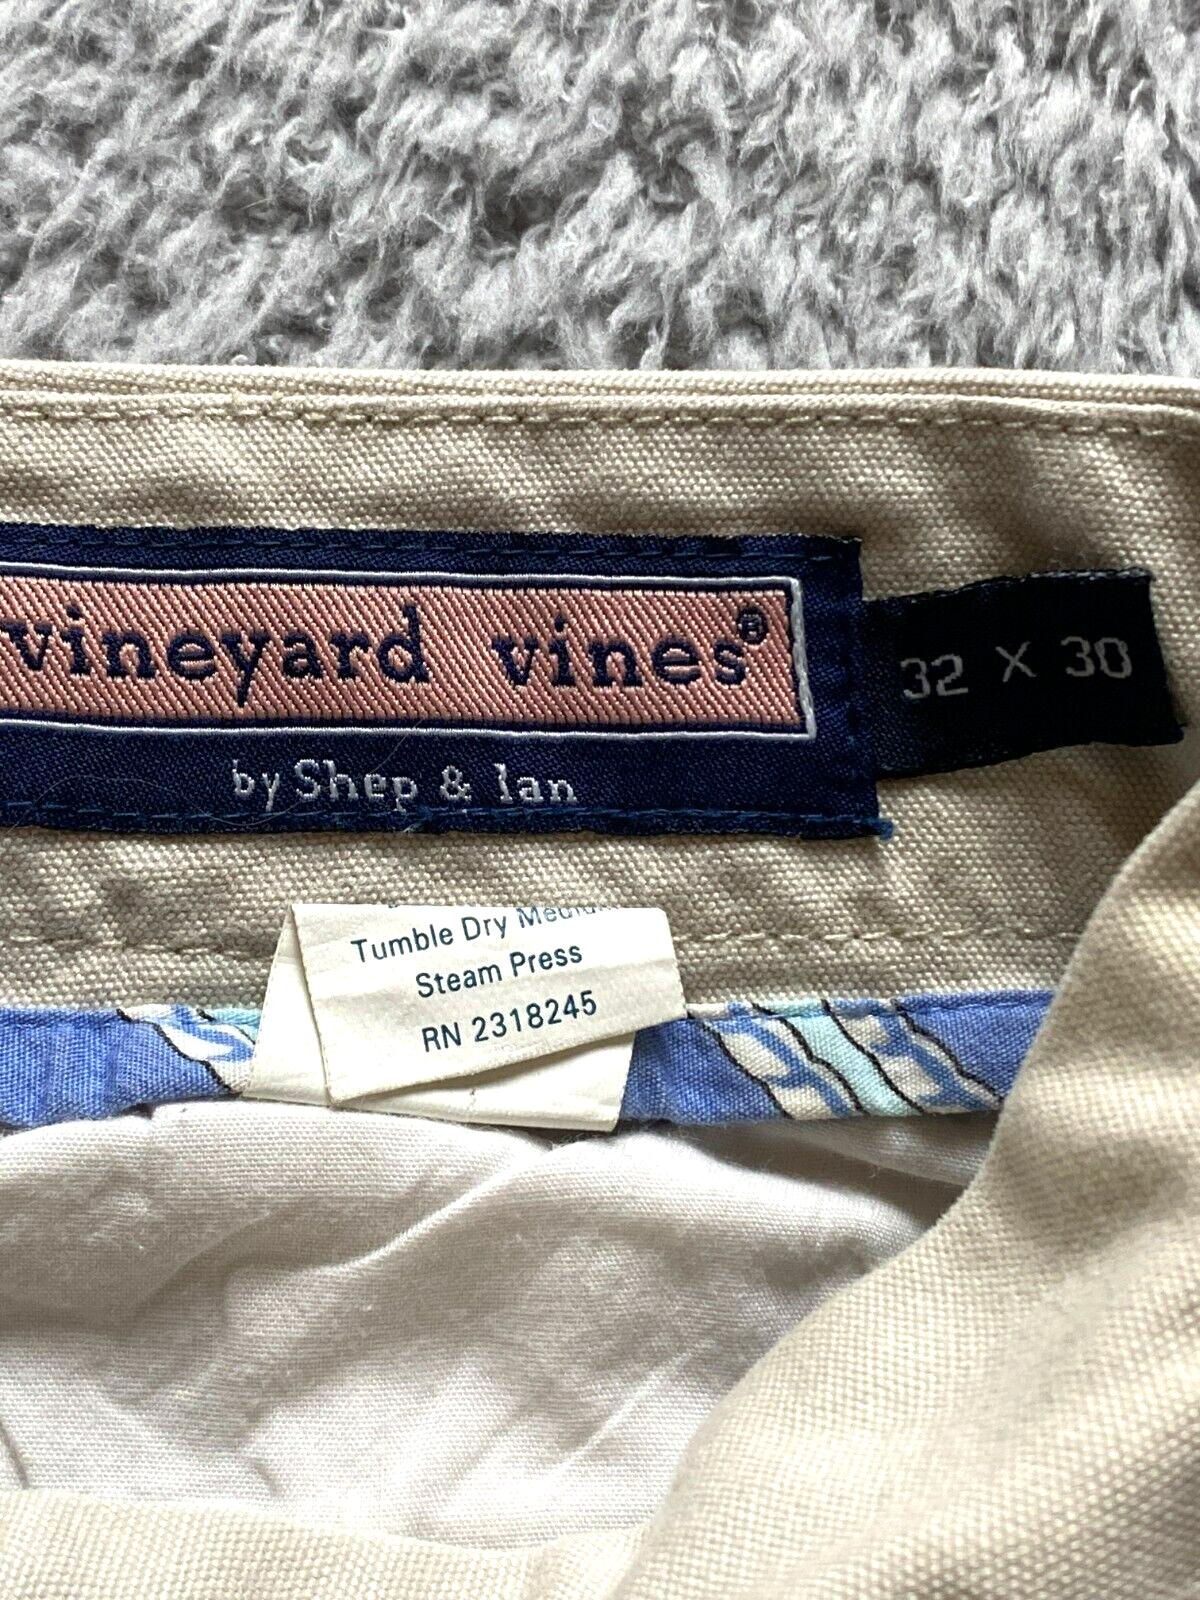 vineyard vines®
32 X 30
by Shep & Ian
Tumble Dry Medium
Steam Press
RN 2318245